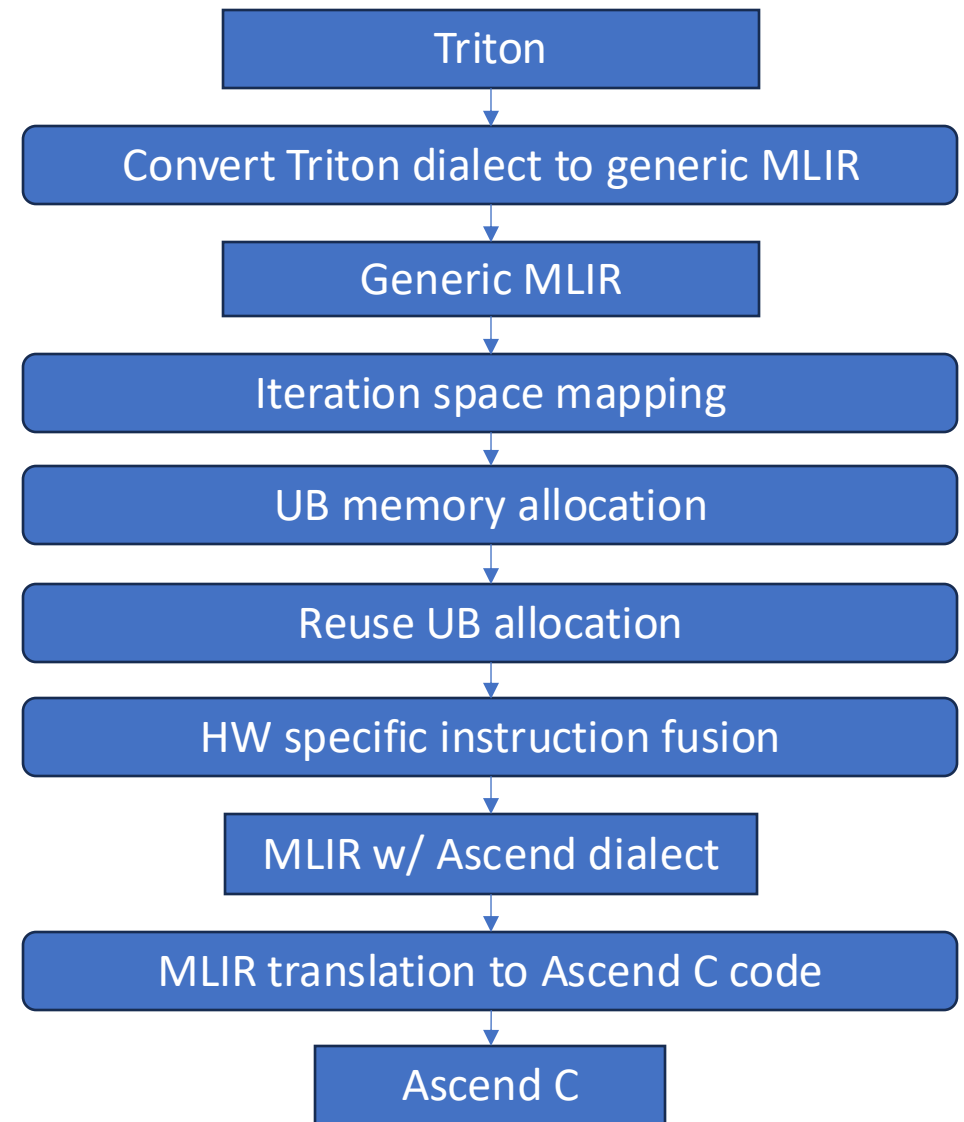 Triton
Convert Triton dialect to generic MLIR
Generic MLIR
Iteration space mapping
UB memory allocation
Reuse UB allocation
HW specific instruction fusion
MLIR w/ Ascend dialect
MLIR translation to Ascend C code
Ascend C